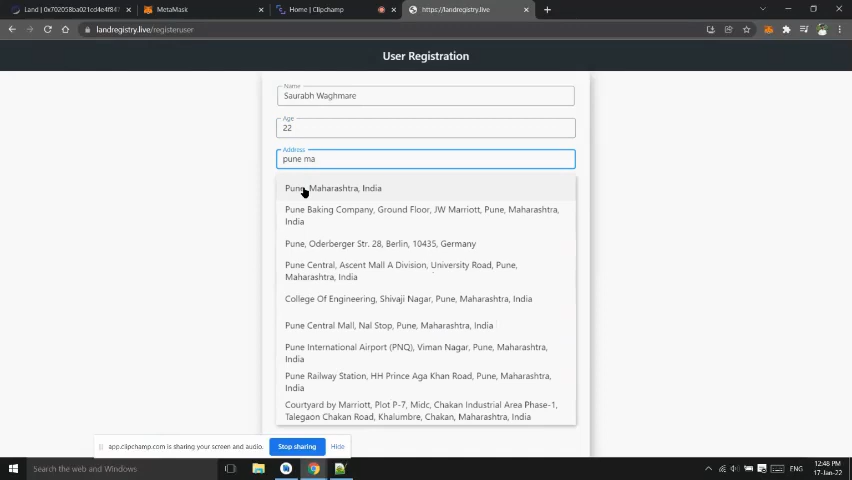 Land | 0x702058ba021cd4e4f847
MetaMask
Home | Clipchamp
https://landregistry.live/
landregistry.live/registeruser
User Registration
Name
Saurabh Waghmare
Age
22
Address
pune ma
Pune, Maharashtra, India
Pune Baking Company, Ground Floor, JW Marriott, Pune, Maharashtra,
India
Pune, Oderberger Str. 28, Berlin, 10435, Germany
Pune Central, Ascent Mall A Division, University Road, Pune,
Maharashtra, India
College Of Engineering, Shivaji Nagar, Pune, Maharashtra, India
Pune Central Mall, Nal Stop, Pune, Maharashtra, India
Pune International Airport (PNQ), Viman Nagar, Pune, Maharashtra,
India
Pune Railway Station, HH Prince Aga Khan Road, Pune, Maharashtra,
India
Courtyard by Marriott, Plot P-7, Midc, Chakan Industrial Area Phase-1,
Talegaon Chakan Road, Khalumbre, Chakan, Maharashtra, India
app.clipchamp.com is sharing your screen and audio.
Stop sharing
Hide
Search the web and Windows
ENG
12:48 PM
17-Jan-22